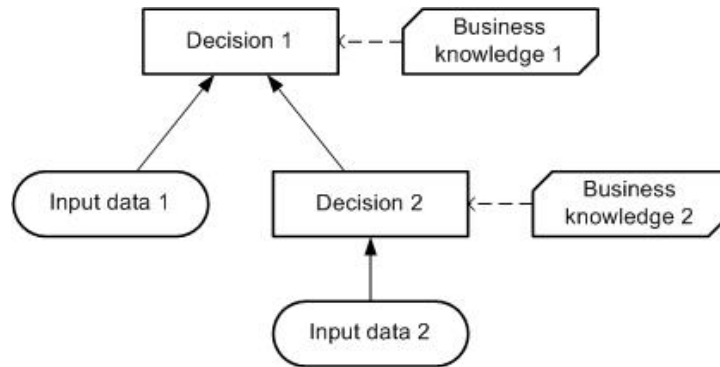 Decision 1
Business
knowledge 1
Input data 1
Decision 2
Business
knowledge 2
Input data 2